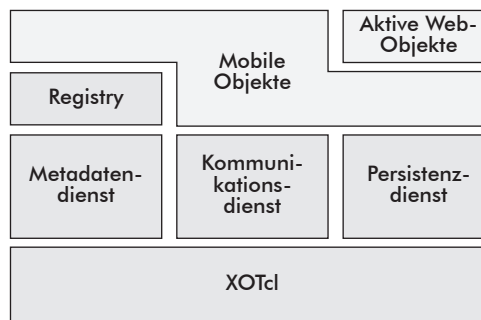 Aktive Web-
Objekte
Mobile
Objekte
Registry
Metadaten-
dienst
Kommuni-
kations-
dienst
Persistenz-
dienst
XOTcl